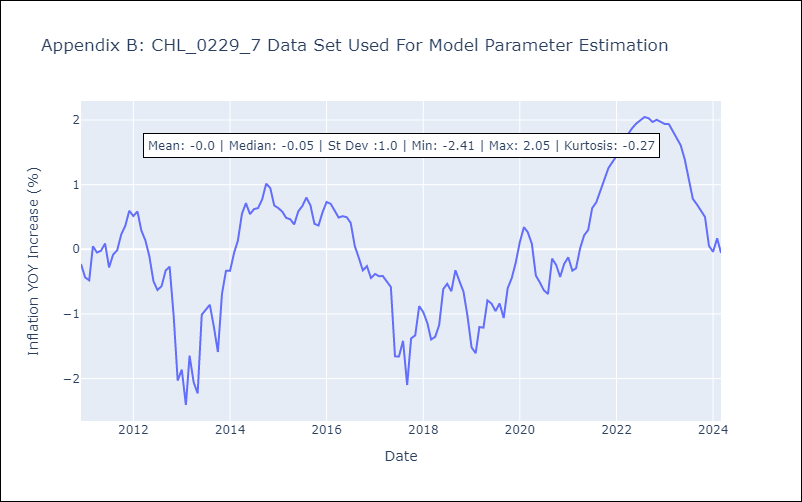 Appendix B: CHL_0229_7 Data Set Used For Model Parameter Estimation
Mean: -0.0 | Median: -0.05 | St Dev :1.0 | Min: -2.41 | Max: 2.05 | Kurtosis: -0.27
Inflation YOY Increase (%)
2
1
0
−1
−2
2012 2014 2016 2018 2020 2022 2024
Date